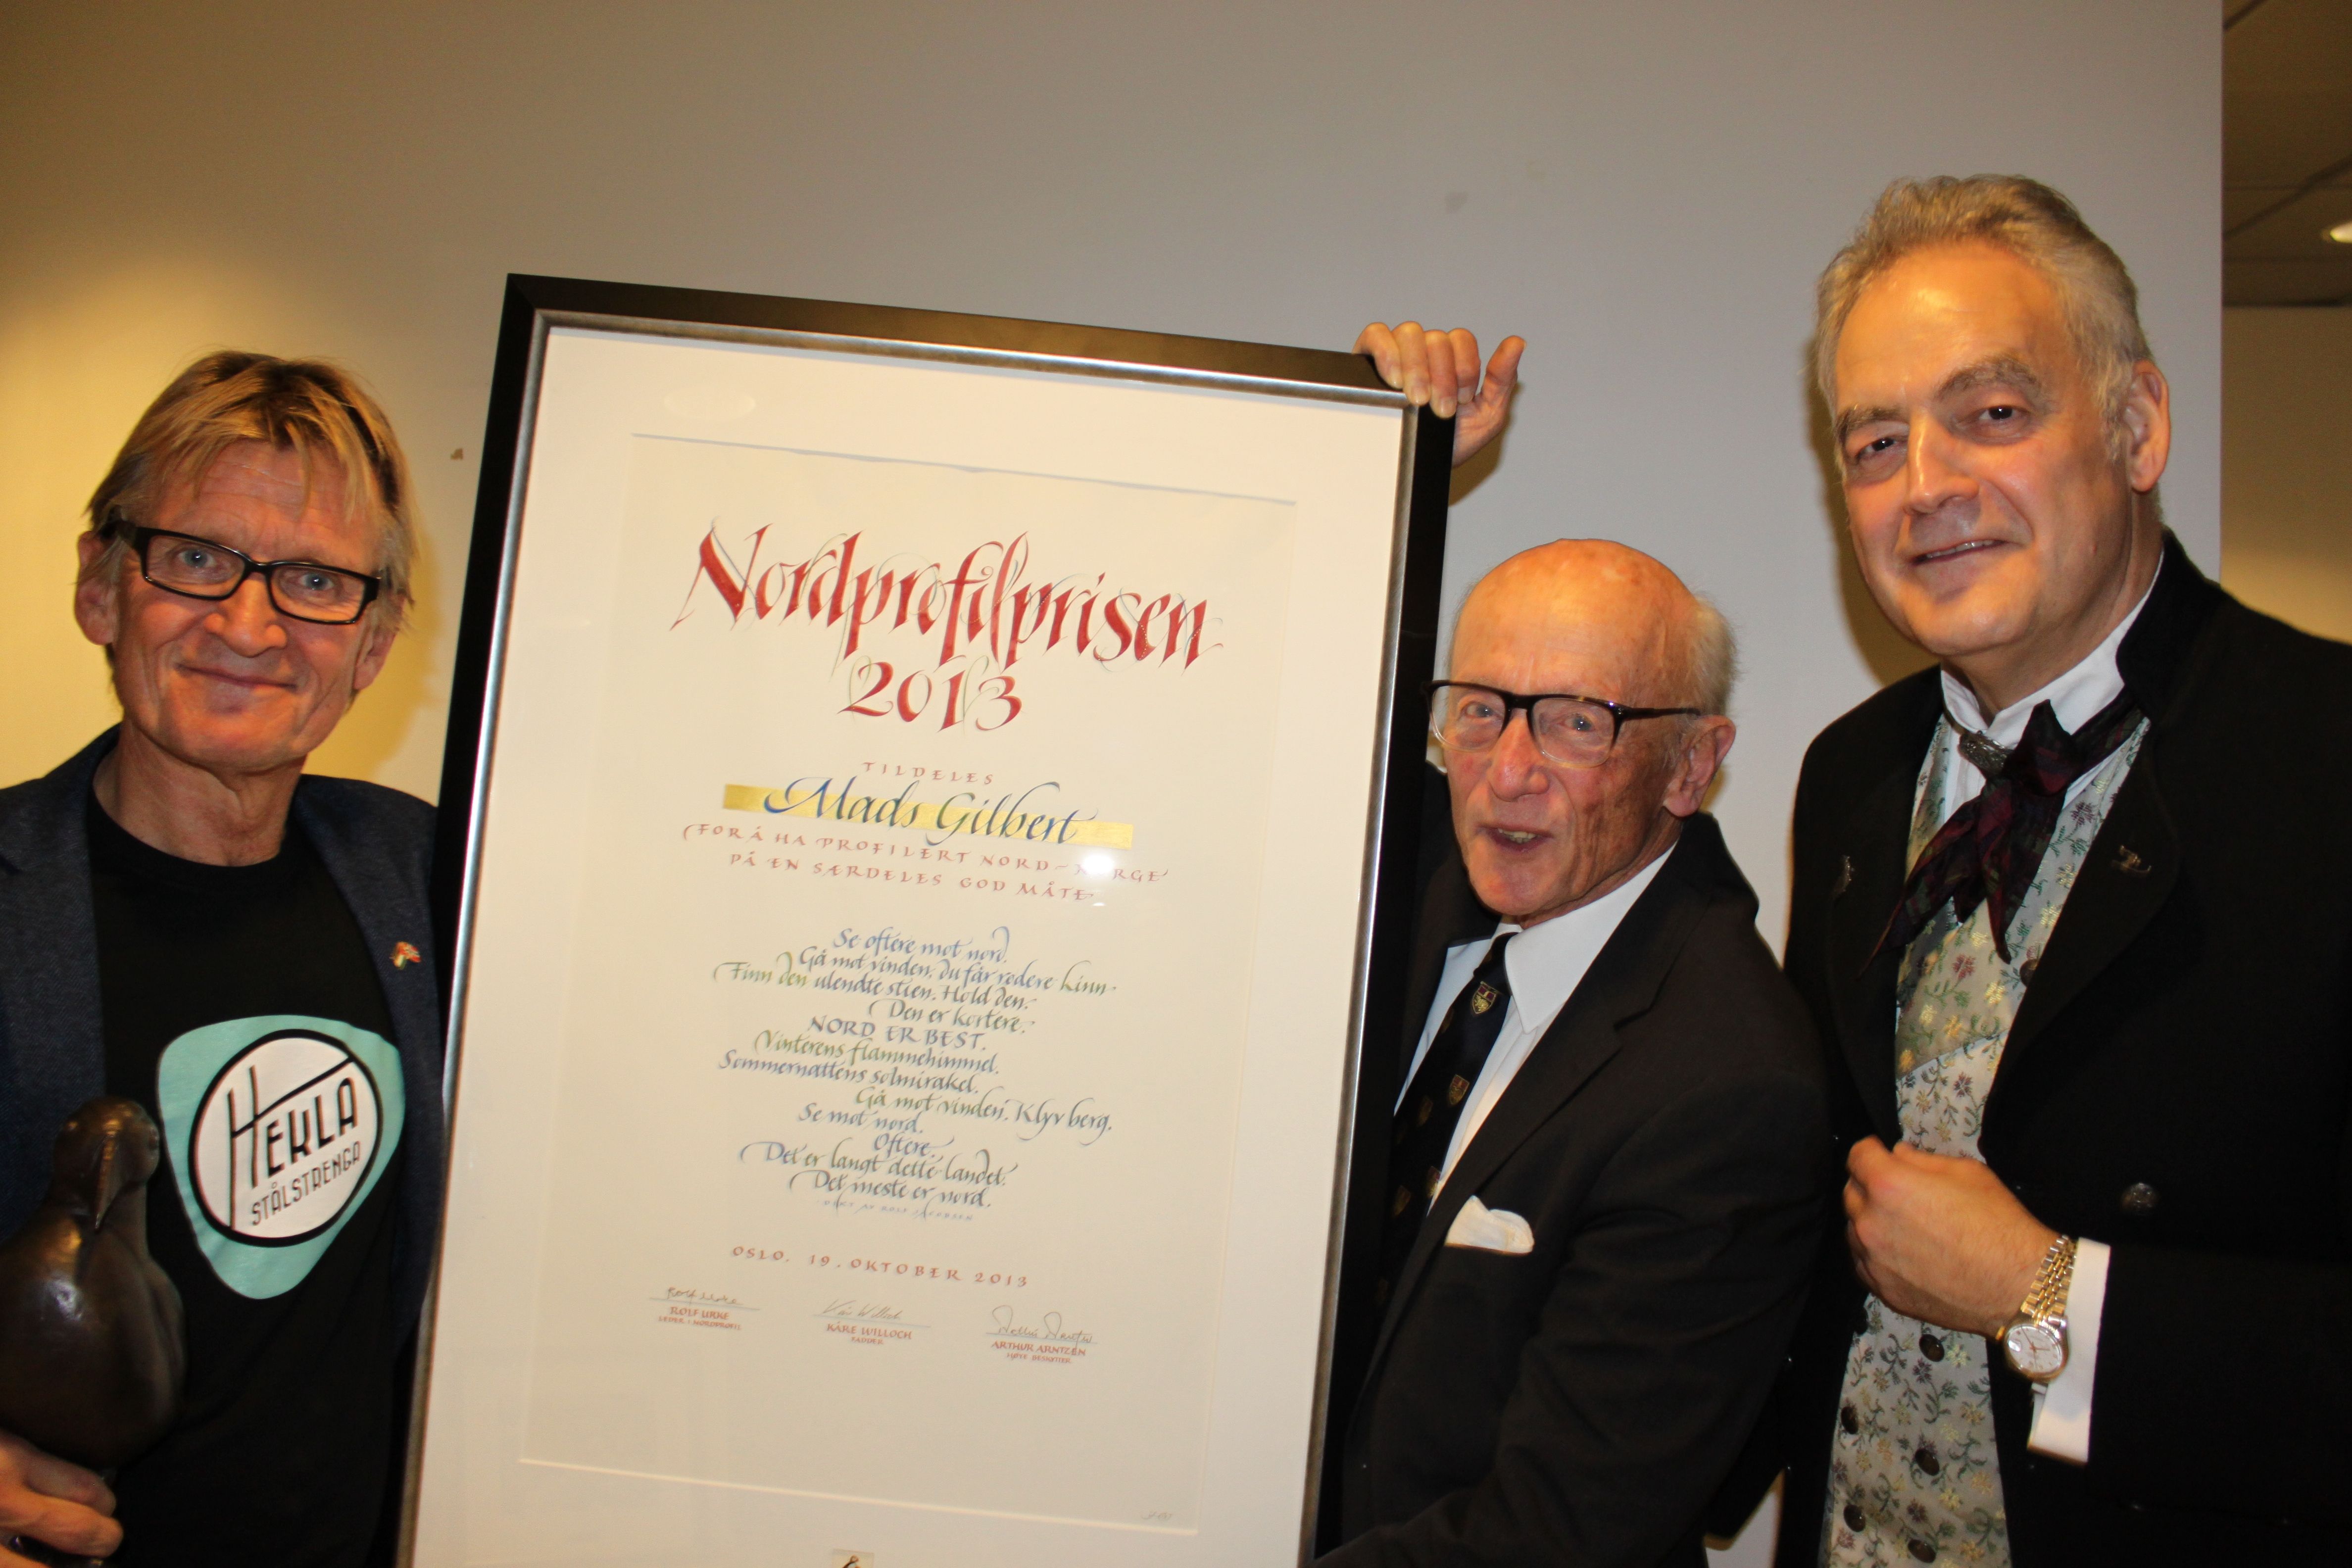 Nordprofilprisen
2013
TILDELES
Mads Gilbert
FOR Å HA PROFILERT NORD-NORGE
PÅ EN SÆRDELES GOD MÅTE
Se oftere mot nord.
Gå mot vinden, du får rødere kinn.
Finn den ulendte stien. Hold den.
Den er kortere.
NORD ER BEST.
Vinterens flammehimmel.
Sommernattens solmirakel.
Gå mot vinden. Klyv berg.
Se mot nord.
Oftere.
Det er langt dette landet.
Det meste er nord.
OSLO. 19. OKTOBER 2013
KÅRE WILLOCH
FADDER
ARTHUR ARNTZEN
ROLF
HEKLA
STÅLSTRENGA